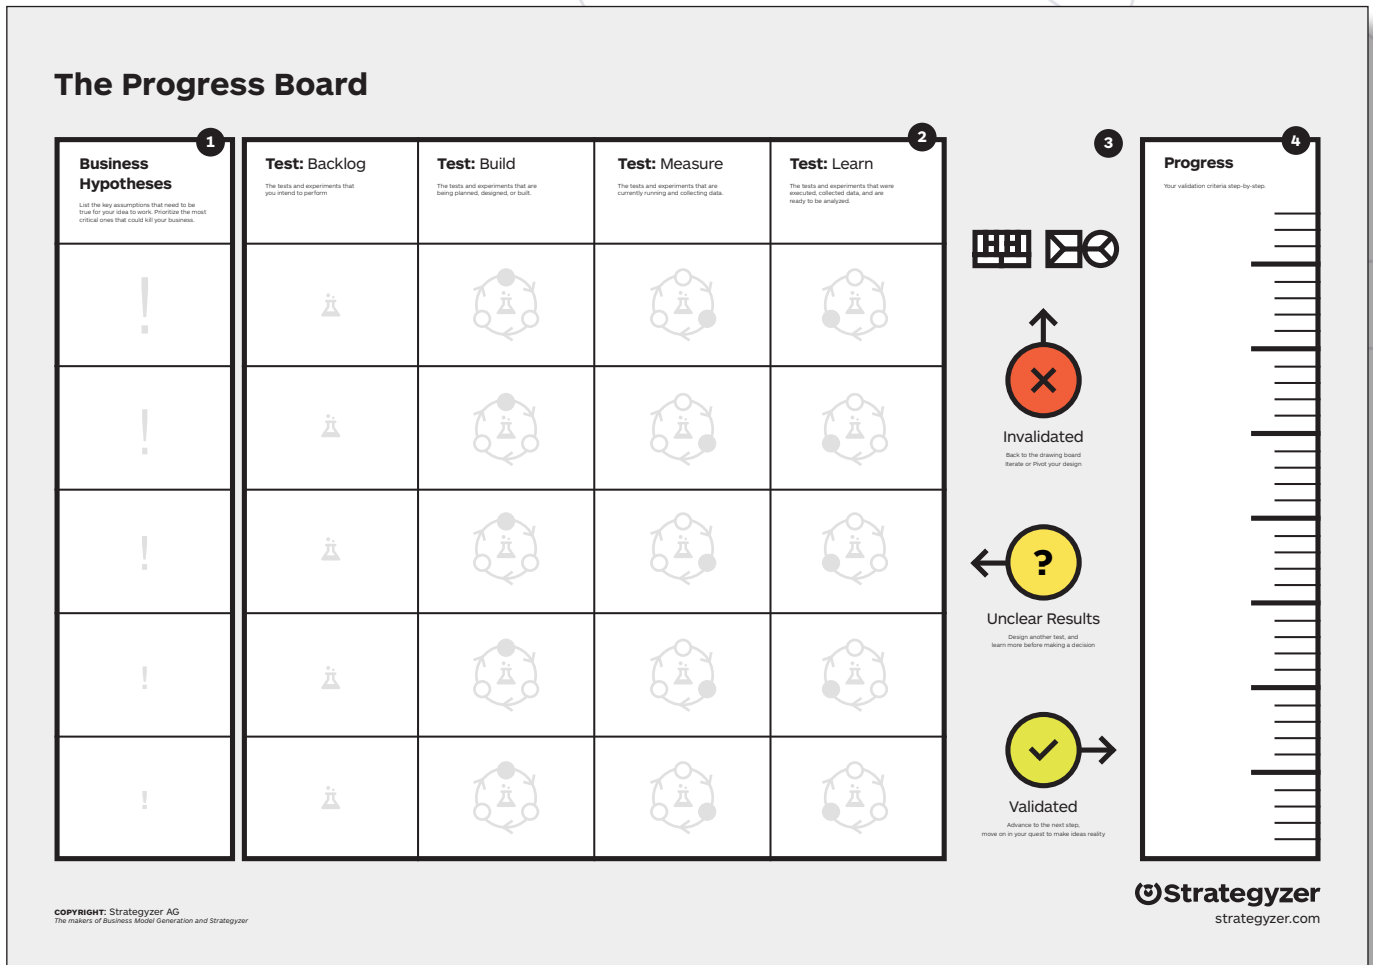 The Progress Board
1
Business
Hypotheses
List the key assumptions that need to be
true for your idea to work. Prioritize the most
critical ones that could kill your business.
2
Test: Backlog
The tests and experiments that
you intend to perform
Test: Build
The tests and experiments that are
being planned, designed, or built.
Test: Measure
The tests and experiments that are
currently running and collecting data.
Test: Learn
The tests and experiments that were
executed, collected data, and are
ready to be analyzed.
!
!
!
!
!
3
Invalidated
Back to the drawing board
Iterate or Pivot your design
?
Unclear Results
Design another test, and
learn more before making a decision
Validated
Advance to the next step,
move on in your quest to make ideas reality
4
Progress
Your validation criteria step-by-step.
COPYRIGHT: Strategyzer AG
The makers of Business Model Generation and Strategyzer
Strategyzer
strategyzer.com